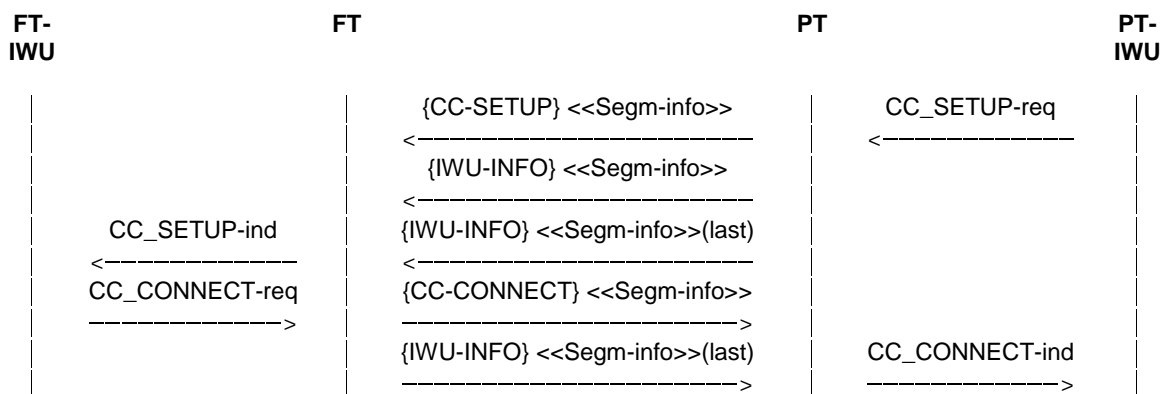 FT-IWU FT PT PT-IWU
{CC-SETUP} <<Segm-info>> CC_SETUP-req
{IWU-INFO} <<Segm-info>>
CC_SETUP-ind {IWU-INFO} <<Segm-info>>(last)
CC_CONNECT-req {CC-CONNECT} <<Segm-info>>
{IWU-INFO} <<Segm-info>>(last) CC_CONNECT-ind